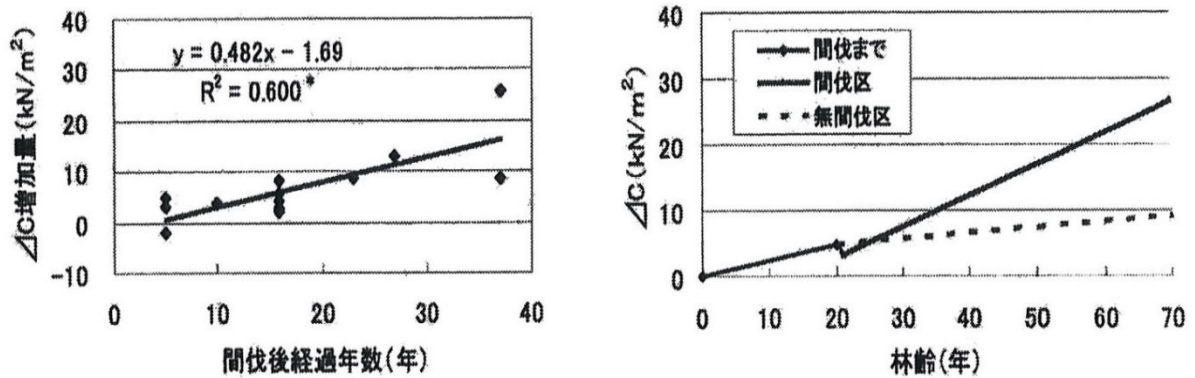 ⊿C増加量(kN/m²)
40
30
20
10
0
-10
y = 0.482x − 1.69
R² = 0.600*
0 10 20 30 40
間伐後経過年数(年)
⊿C(kN/m²)
40
30
20
10
0
間伐まで
間伐区
無間伐区
0 10 20 30 40 50 60 70
林齢(年)